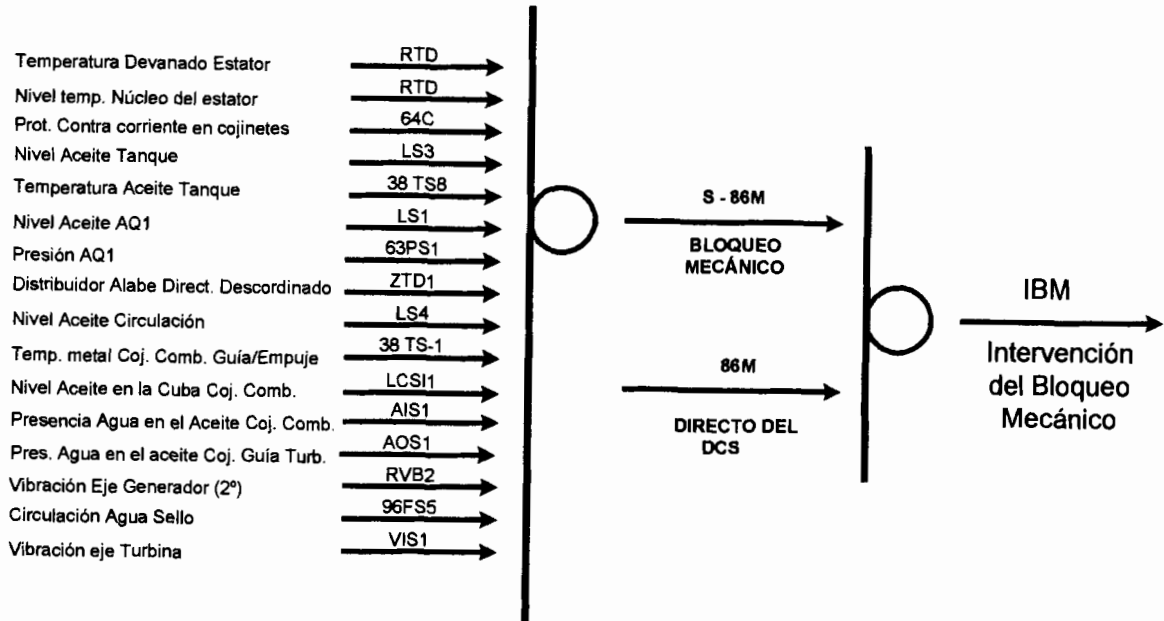 Temperatura Devanado Estator RTD
Nivel temp. Núcleo del estator RTD
Prot. Contra corriente en cojinetes 64C
Nivel Aceite Tanque LS3
Temperatura Aceite Tanque 38 TS8
Nivel Aceite AQ1 LS1
Presión AQ1 63PS1
Distribuidor Alabe Direct. Descordinado ZTD1
Nivel Aceite Circulación LS4
Temp. metal Coj. Comb. Guía/Empuje 38 TS-1
Nivel Aceite en la Cuba Coj. Comb. LCSI1
Presencia Agua en el Aceite Coj. Comb. AIS1
Pres. Agua en el aceite Coj. Guía Turb. AOS1
Vibración Eje Generador (2º) RVB2
Circulación Agua Sello 96FS5
Vibración eje Turbina VIS1
S - 86M
BLOQUEO
MECÁNICO
86M
DIRECTO DEL
DCS
IBM
Intervención
del Bloqueo
Mecánico